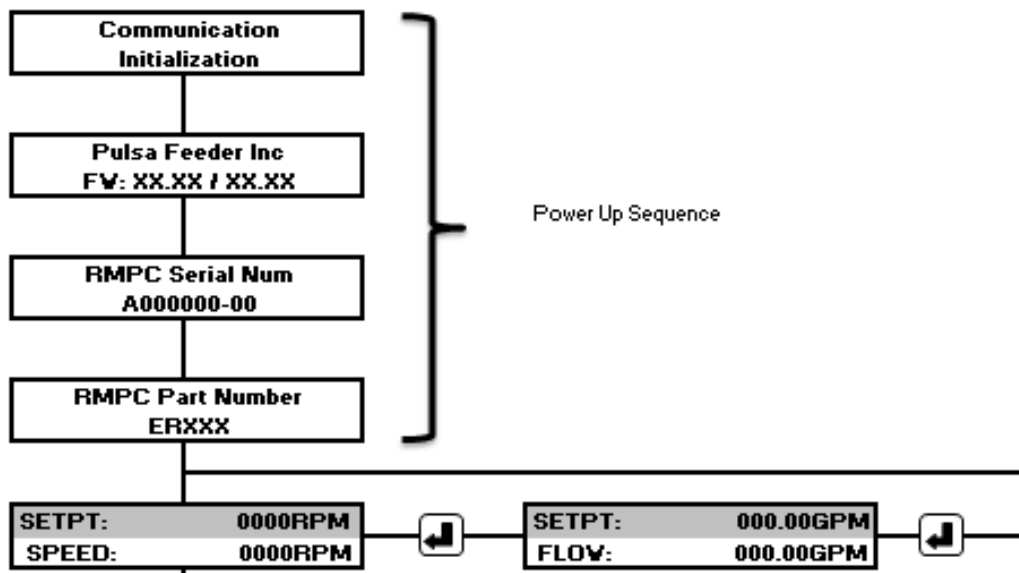 Communication
Initialization
Pulsa Feeder Inc
FW: XX.XX / XX.XX
Power Up Sequence
RMPC Serial Num
A000000-00
RMPC Part Number
ERXXX
SETPT: 0000RPM
SPEED: 0000RPM
SETPT: 000.00GPM
FLOW: 000.00GPM